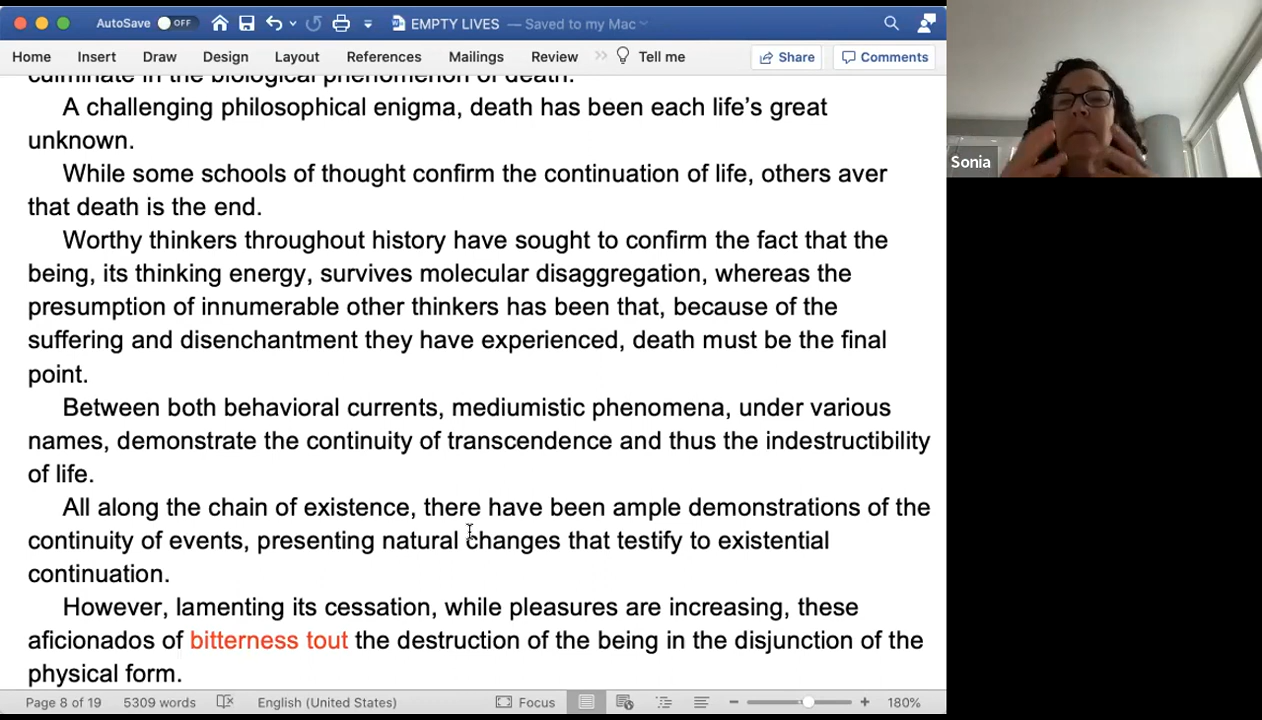 AutoSave OFF EMPTY LIVES — Saved to my Mac
Home Insert Draw Design Layout References Mailings Review Tell me Share Comments
culminate in the biological phenomenon of death.
A challenging philosophical enigma, death has been each life's great
unknown.
While some schools of thought confirm the continuation of life, others aver
that death is the end.
Worthy thinkers throughout history have sought to confirm the fact that the
being, its thinking energy, survives molecular disaggregation, whereas the
presumption of innumerable other thinkers has been that, because of the
suffering and disenchantment they have experienced, death must be the final
point.
Between both behavioral currents, mediumistic phenomena, under various
names, demonstrate the continuity of transcendence and thus the indestructibility
of life.
All along the chain of existence, there have been ample demonstrations of the
continuity of events, presenting natural changes that testify to existential
continuation.
However, lamenting its cessation, while pleasures are increasing, these
aficionados of bitterness tout the destruction of the being in the disjunction of the
physical form.
Page 8 of 19 5309 words English (United States) Focus 180%
Sonia